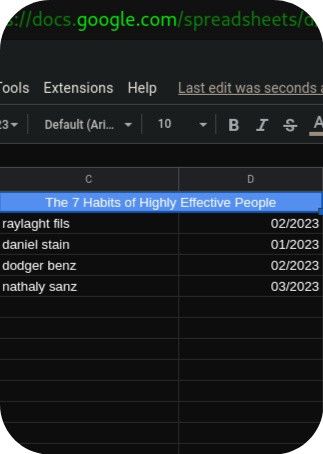 s://docs.google.com/spreadsheets/d
Tools Extensions Help Last edit was seconds a
23 Default (Ari... 10 B I S A
C D
The 7 Habits of Highly Effective People
raylaght fils 02/2023
daniel stain 01/2023
dodger benz 02/2023
nathaly sanz 03/2023